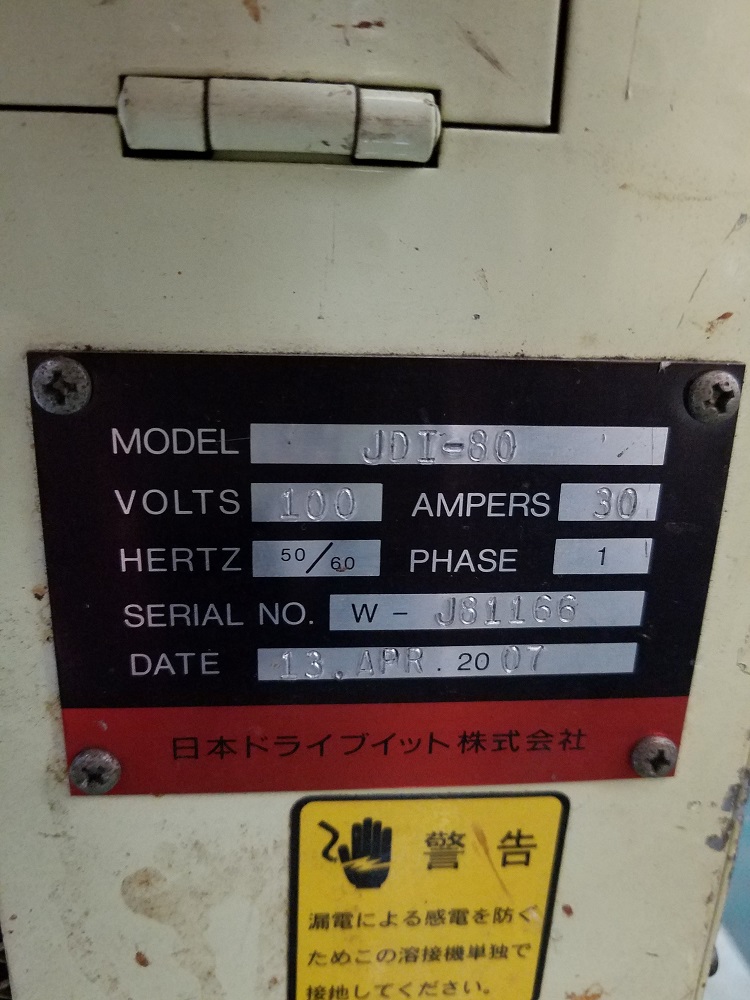 MODEL JDI-80
VOLTS 100 AMPERS 30
HERTZ 50/60 PHASE 1
SERIAL NO. W - J81166
DATE 13. APR. 2007
日本ドライブイット株式会社
警告
漏電による感電を防ぐ
ためこの溶接機単独で
接地してください。